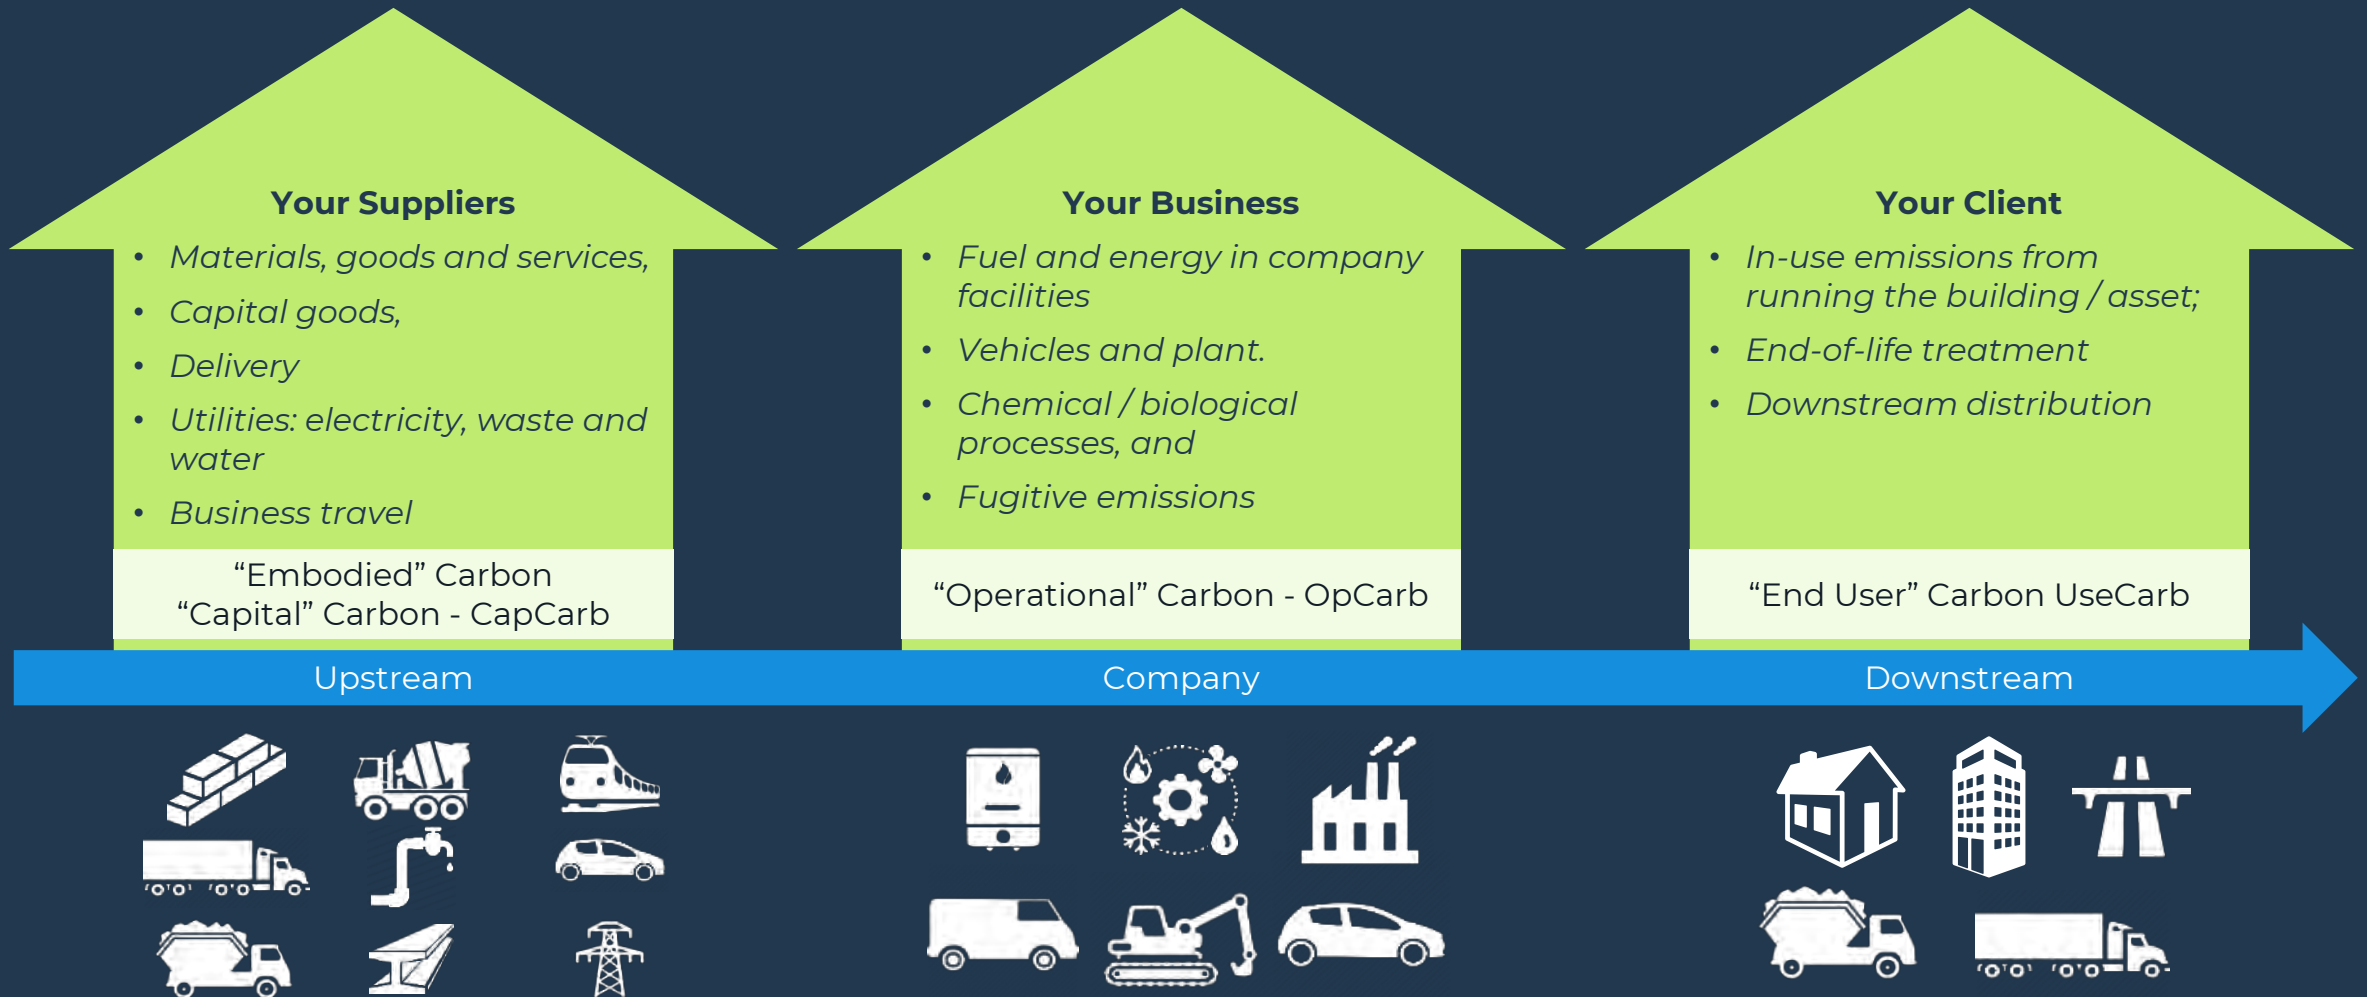 Your Suppliers
• Materials, goods and services,
• Capital goods,
• Delivery
• Utilities: electricity, waste and
water
• Business travel
“Embodied” Carbon
“Capital” Carbon - CapCarb
Upstream
Your Business
• Fuel and energy in company
facilities
• Vehicles and plant.
• Chemical / biological
processes, and
• Fugitive emissions
“Operational” Carbon - OpCarb
Company
Your Client
• In-use emissions from
running the building / asset;
• End-of-life treatment
• Downstream distribution
“End User” Carbon UseCarb
Downstream